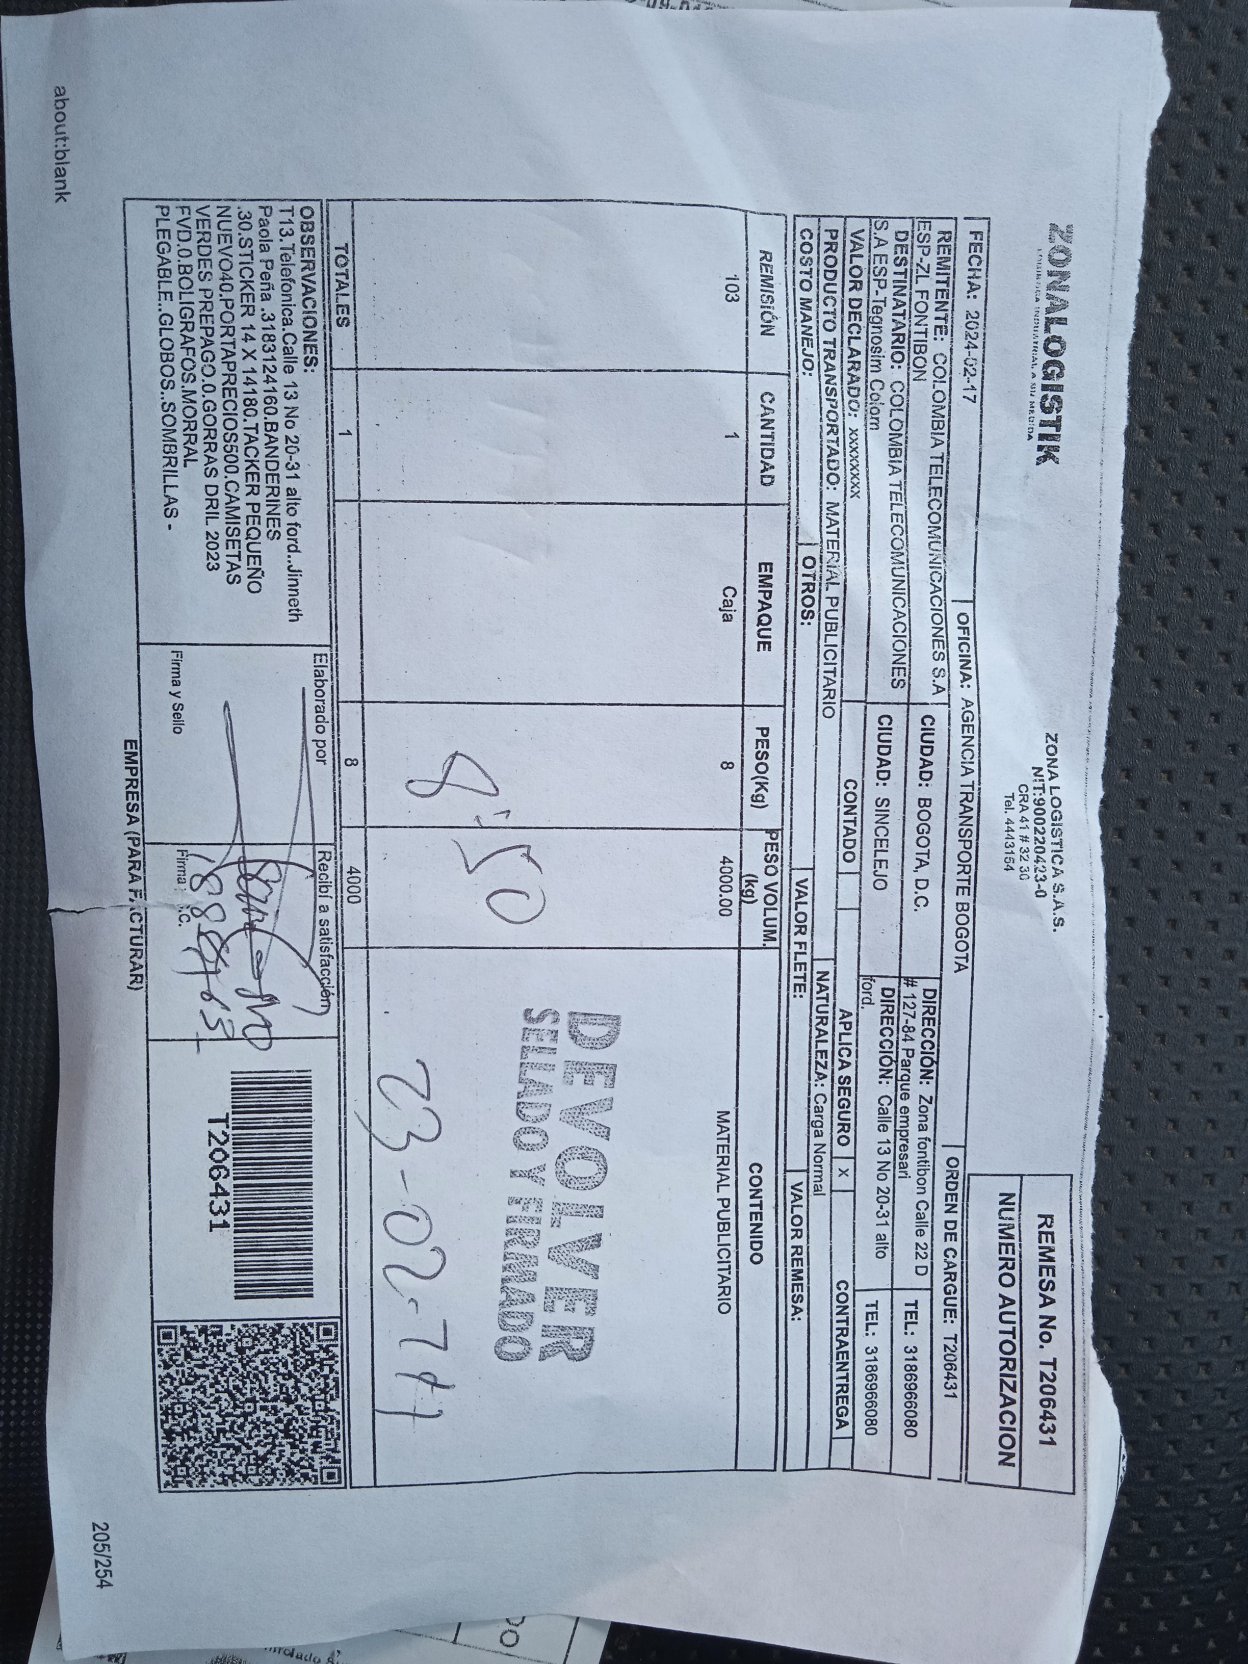 ZONALOGISTIK
ZONA LOGISTICA S.A.S.
NIT:900220423-0
CRA 41 # 32 30
Tel. 4443154
REMESA No. T206431
NUMERO AUTORIZACION
FECHA: 2024-02-17
OFICINA: AGENCIA TRANSPORTE BOGOTA
ORDEN DE CARGUE: T206431
REMITENTE: COLOMBIA TELECOMUNICACIONES S.A
ESP-ZL FONTIBON
CIUDAD: BOGOTA, D.C.
DIRECCIÓN: Zona fontibon Calle 22 D
# 127-84 Parque empresari
TEL: 3186966080
DESTINATARIO: COLOMBIA TELECOMUNICACIONES
S.A ESP-Tegnosim Colom
CIUDAD: SINCELEJO
DIRECCIÓN: Calle 13 No 20-31 alto
ford.
TEL: 3186966080
VALOR DECLARADO: xxxxxxxx
CONTADO
APLICA SEGURO X
CONTRAENTREGA
PRODUCTO TRANSPORTADO: MATERIAL PUBLICITARIO
NATURALEZA: Carga Normal
COSTO MANEJO:
OTROS:
VALOR FLETE:
VALOR REMESA:
REMISIÓN CANTIDAD EMPAQUE PESO(Kg) PESO VOLUM. (kg) CONTENIDO
103 1 Caja 8 4000.00 MATERIAL PUBLICITARIO
DEVOLVER
SELLADO Y FIRMADO
8:50
23-02-24
TOTALES 1 8 4000
OBSERVACIONES:
T13.Telefonica.Calle 13 No 20-31 alto ford..Jinneth
Paola Peña .3183124160.BANDERINES
.30.STICKER 14 X 14180.TACKER PEQUEÑO
NUEVO40.PORTAPRECIOS500.CAMISETAS
VERDES PREPAGO.0.GORRAS DRIL 2023
FVD.0.BOLIGRAFOS.MORRAL
PLEGABLE..GLOBOS..SOMBRILLAS -
Elaborado por
Firma y Sello
Recibí a satisfacción
Firma
.C.
T206431
EMPRESA (PARA FACTURAR)
about:blank
205/254